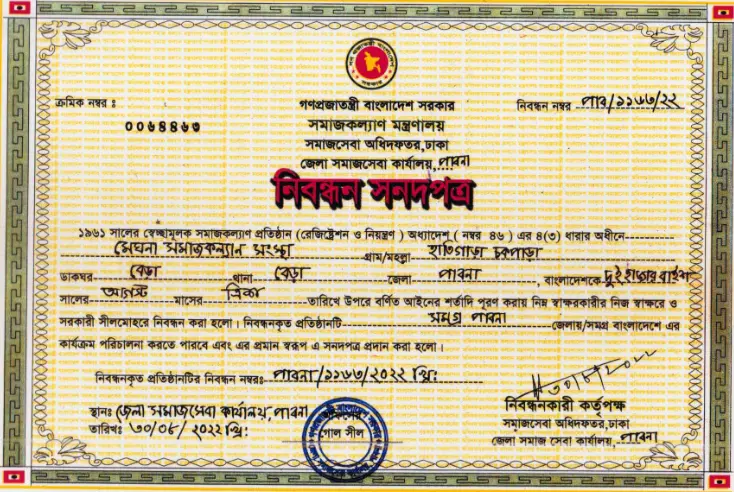 ক্রমিক নম্বর ঃ
০০৬৪৪৬৩
গণপ্রজাতন্ত্রী বাংলাদেশ সরকার
নিবন্ধন নম্বর পাব/১১৬৩/২২
সমাজকল্যাণ মন্ত্রণালয়
সমাজসেবা অধিদফতর,ঢাকা
জেলা সমাজসেবা কার্যালয়, পাবনা
নিবন্ধন সনদপত্র
১৯৬১ সালের স্বেচ্ছামূলক সমাজকল্যাণ প্রতিষ্ঠান (রেজিষ্ট্রেশন ও নিয়ন্ত্রণ ) অধ্যাদেশ ( নম্বর ৪৬ ) এর ৪(৩) ধারার অধীনে
মেঘনা সমাজকল্যান সংস্থা গ্রাম/মহল্লা হাতিগাড়া চকপাড়া
ডাকঘর বেড়া থানা বেড়া জেলা পাবনা, বাংলাদেশকে দুই হাজার বাইশ
সালের আগস্ট মাসের ত্রিশ তারিখে উপরে বর্ণিত আইনের শর্তাদি পূরণ করায় নিম্ন স্বাক্ষরকারীর নিজ স্বাক্ষরে ও
সরকারী সীলমোহরে নিবন্ধন করা হলো। নিবন্ধনকৃত প্রতিষ্ঠানটি সমগ্র পাবনা জেলায়/সমগ্র বাংলাদেশে এর
কার্যক্রম পরিচালনা করতে পারবে এবং এর প্রমান স্বরূপ এ সনদপত্র প্রদান করা হলো।
নিবন্ধনকৃত প্রতিষ্ঠানটির নিবন্ধন নম্বরঃ পাবনা/১১৬৩/২০২২ খ্রি:
৩০/৮/২০২২
স্থানঃ জেলা সমাজসেবা কার্যালয়, পাবনা
তারিখঃ ৩০/০৮/২০২২ খ্রি:
গোল সীল
নিবন্ধনকারী কর্তৃপক্ষ
সমাজসেবা অধিদফতর,ঢাকা
জেলা সমাজ সেবা কার্যালয়, পাবনা